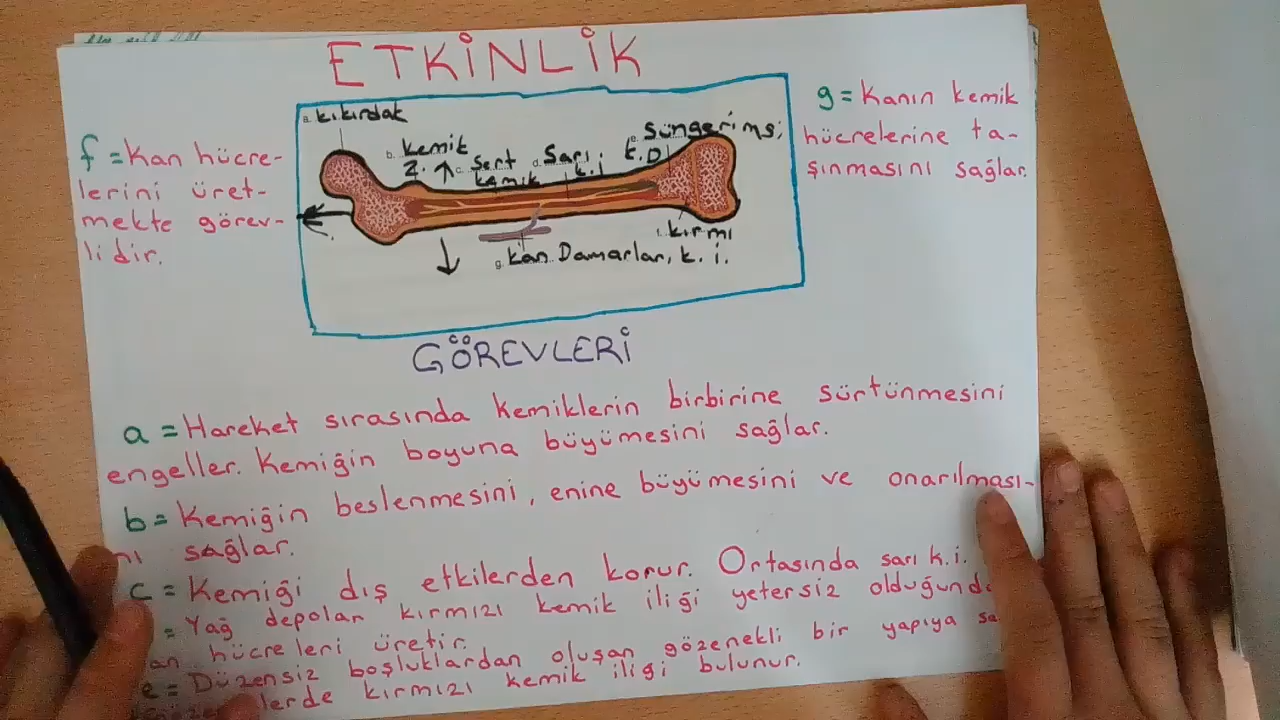 ETKİNLİK
a. kıkırdak
b. kemik
z.
c. Sert
kemik
d. Sarı
k.i
e. süngerimsi
k.D
kırmı
g. kan Damarlar, k. i.
f = Kan hücre-
lerini üret-
mekte görev-
lidir.
g = Kanın kemik
hücrelerine ta-
şınmasını sağlar.
GÖREVLERİ
a = Hareket sırasında kemiklerin birbirine sürtünmesini
engeller. Kemiğin boyuna büyümesini sağlar.
b = Kemiğin beslenmesini, enine büyümesini ve onarılması-
nı sağlar.
c = Kemiği dış etkilerden korur. Ortasında sarı k.i.
= Yağ depolar kırmızı kemik iliği yetersiz olduğunda
an hücreleri üretir.
e = Düzensiz boşluklardan oluşan gözenekli bir yapıya sa
lerde kırmızı kemik iliği bulunur.